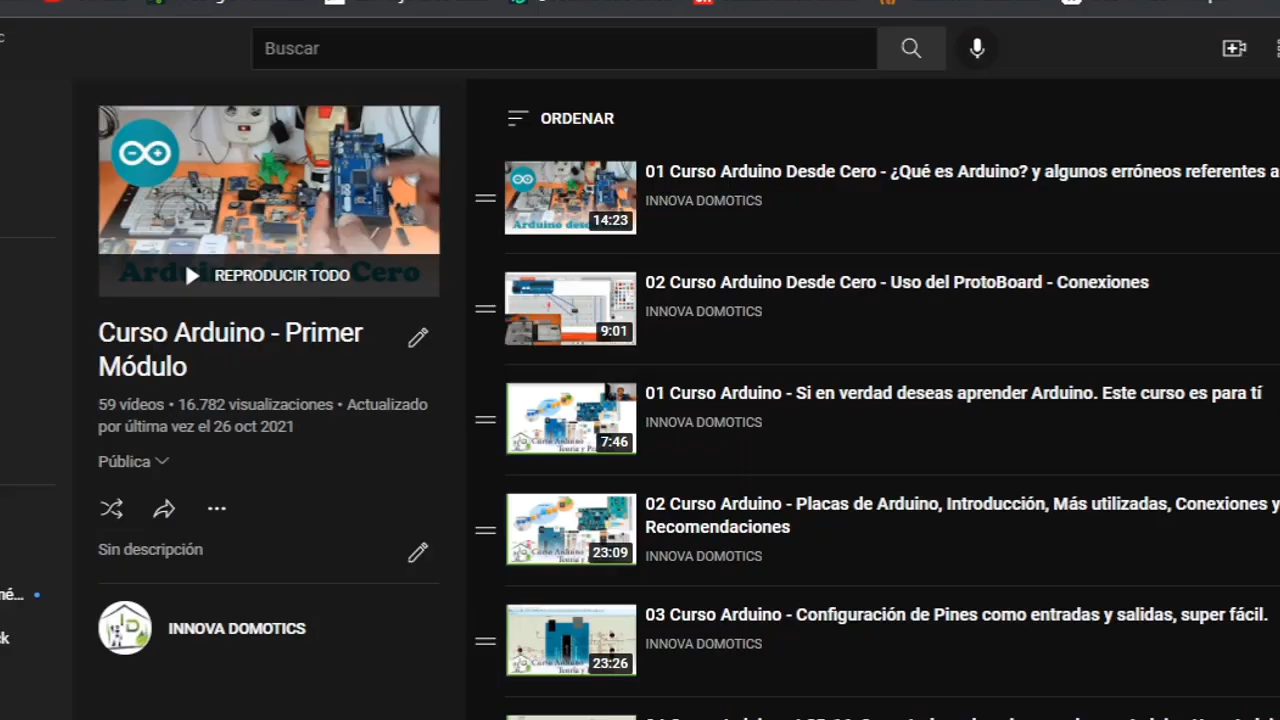 Buscar
REPRODUCIR TODO
Curso Arduino - Primer
Módulo
59 vídeos • 16.782 visualizaciones • Actualizado
por última vez el 26 oct 2021
Pública
Sin descripción
INNOVA DOMOTICS
ORDENAR
01 Curso Arduino Desde Cero - ¿Qué es Arduino? y algunos erróneos referentes a
INNOVA DOMOTICS
14:23
02 Curso Arduino Desde Cero - Uso del ProtoBoard - Conexiones
INNOVA DOMOTICS
9:01
01 Curso Arduino - Si en verdad deseas aprender Arduino. Este curso es para tí
INNOVA DOMOTICS
7:46
02 Curso Arduino - Placas de Arduino, Introducción, Más utilizadas, Conexiones y
Recomendaciones
INNOVA DOMOTICS
23:09
03 Curso Arduino - Configuración de Pines como entradas y salidas, super fácil.
INNOVA DOMOTICS
23:26